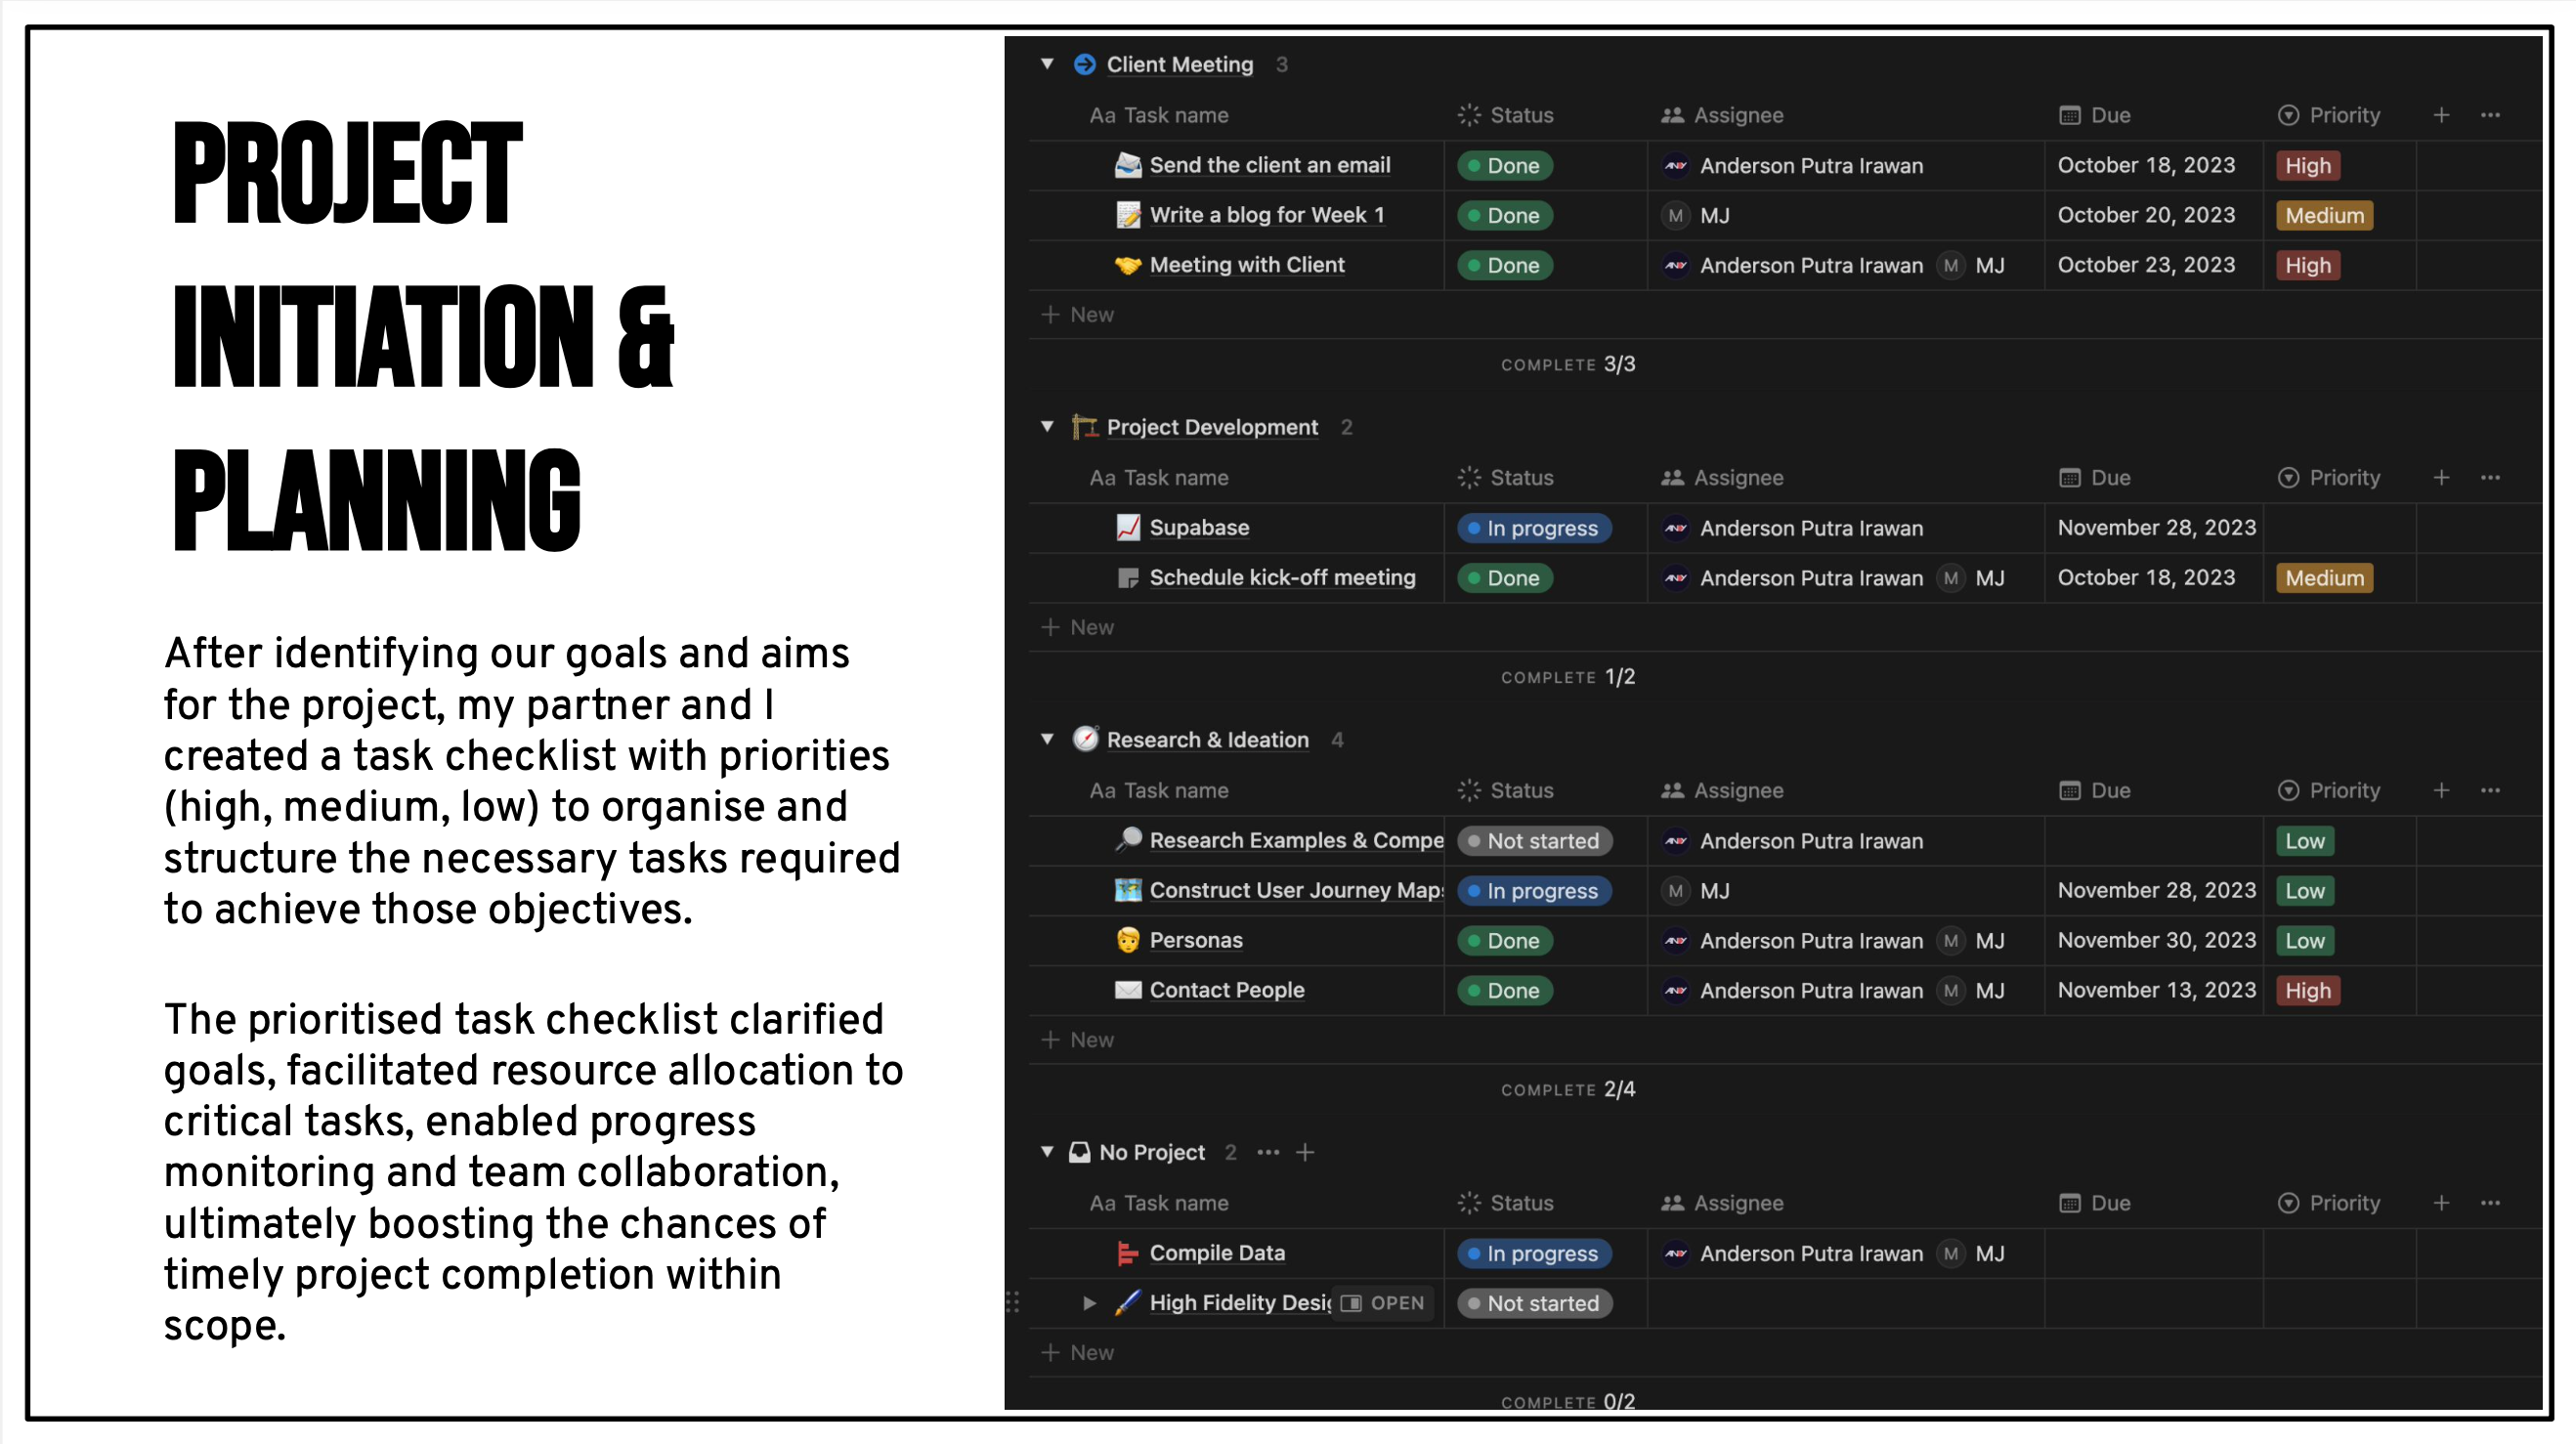 PROJECT
INITIATION &
PLANNING
After identifying our goals and aims
for the project, my partner and I
created a task checklist with priorities
(high, medium, low) to organise and
structure the necessary tasks required
to achieve those objectives.
The prioritised task checklist clarified
goals, facilitated resource allocation to
critical tasks, enabled progress
monitoring and team collaboration,
ultimately boosting the chances of
timely project completion within
scope.
Client Meeting 3
Aa Task name Status Assignee Due Priority
Send the client an email Done Anderson Putra Irawan October 18, 2023 High
Write a blog for Week 1 Done M MJ October 20, 2023 Medium
Meeting with Client Done Anderson Putra Irawan M MJ October 23, 2023 High
+ New
COMPLETE 3/3
Project Development 2
Aa Task name Status Assignee Due Priority
Supabase In progress Anderson Putra Irawan November 28, 2023
Schedule kick-off meeting Done Anderson Putra Irawan M MJ October 18, 2023 Medium
+ New
COMPLETE 1/2
Research & Ideation 4
Aa Task name Status Assignee Due Priority
Research Examples & Compe Not started Anderson Putra Irawan Low
Construct User Journey Maps In progress M MJ November 28, 2023 Low
Personas Done Anderson Putra Irawan M MJ November 30, 2023 Low
Contact People Done Anderson Putra Irawan M MJ November 13, 2023 High
+ New
COMPLETE 2/4
No Project 2 ... +
Aa Task name Status Assignee Due Priority
Compile Data In progress Anderson Putra Irawan M MJ
High Fidelity Desig OPEN Not started
+ New
COMPLETE 0/2